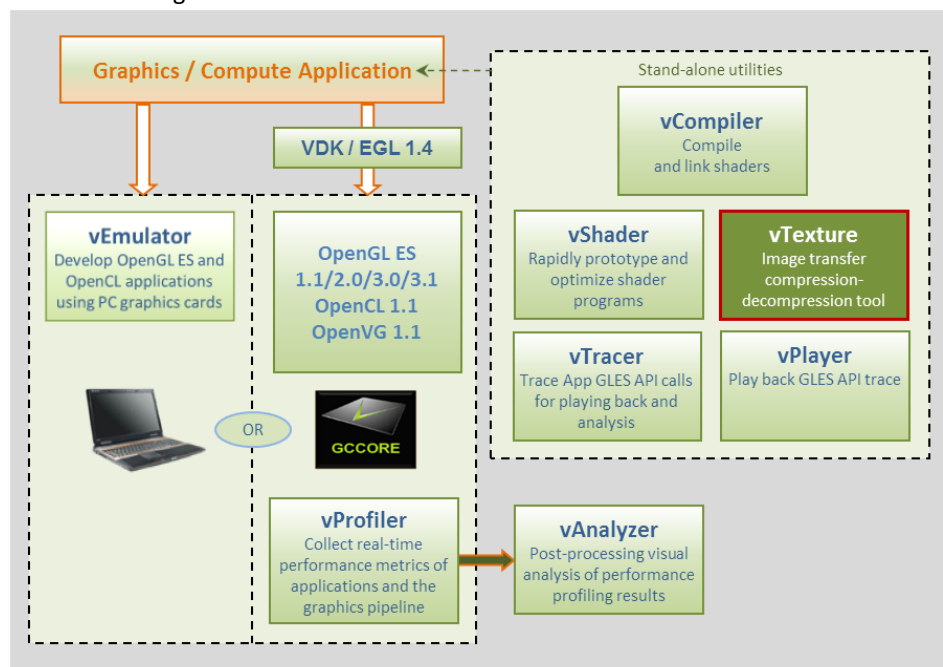 Graphics / Compute Application
Stand-alone utilities
vCompiler
Compile
and link shaders
VDK / EGL 1.4
vEmulator
Develop OpenGL ES and
OpenCL applications
using PC graphics cards
OpenGL ES
1.1/2.0/3.0/3.1
OpenCL 1.1
OpenVG 1.1
vShader
Rapidly prototype and
optimize shader
programs
vTexture
Image transfer
compression-
decompression tool
vTracer
Trace App GLES API calls
for playing back and
analysis
vPlayer
Play back GLES API trace
OR
GCCORE
vProfiler
Collect real-time
performance metrics of
applications and the
graphics pipeline
vAnalyzer
Post-processing visual
analysis of performance
profiling results